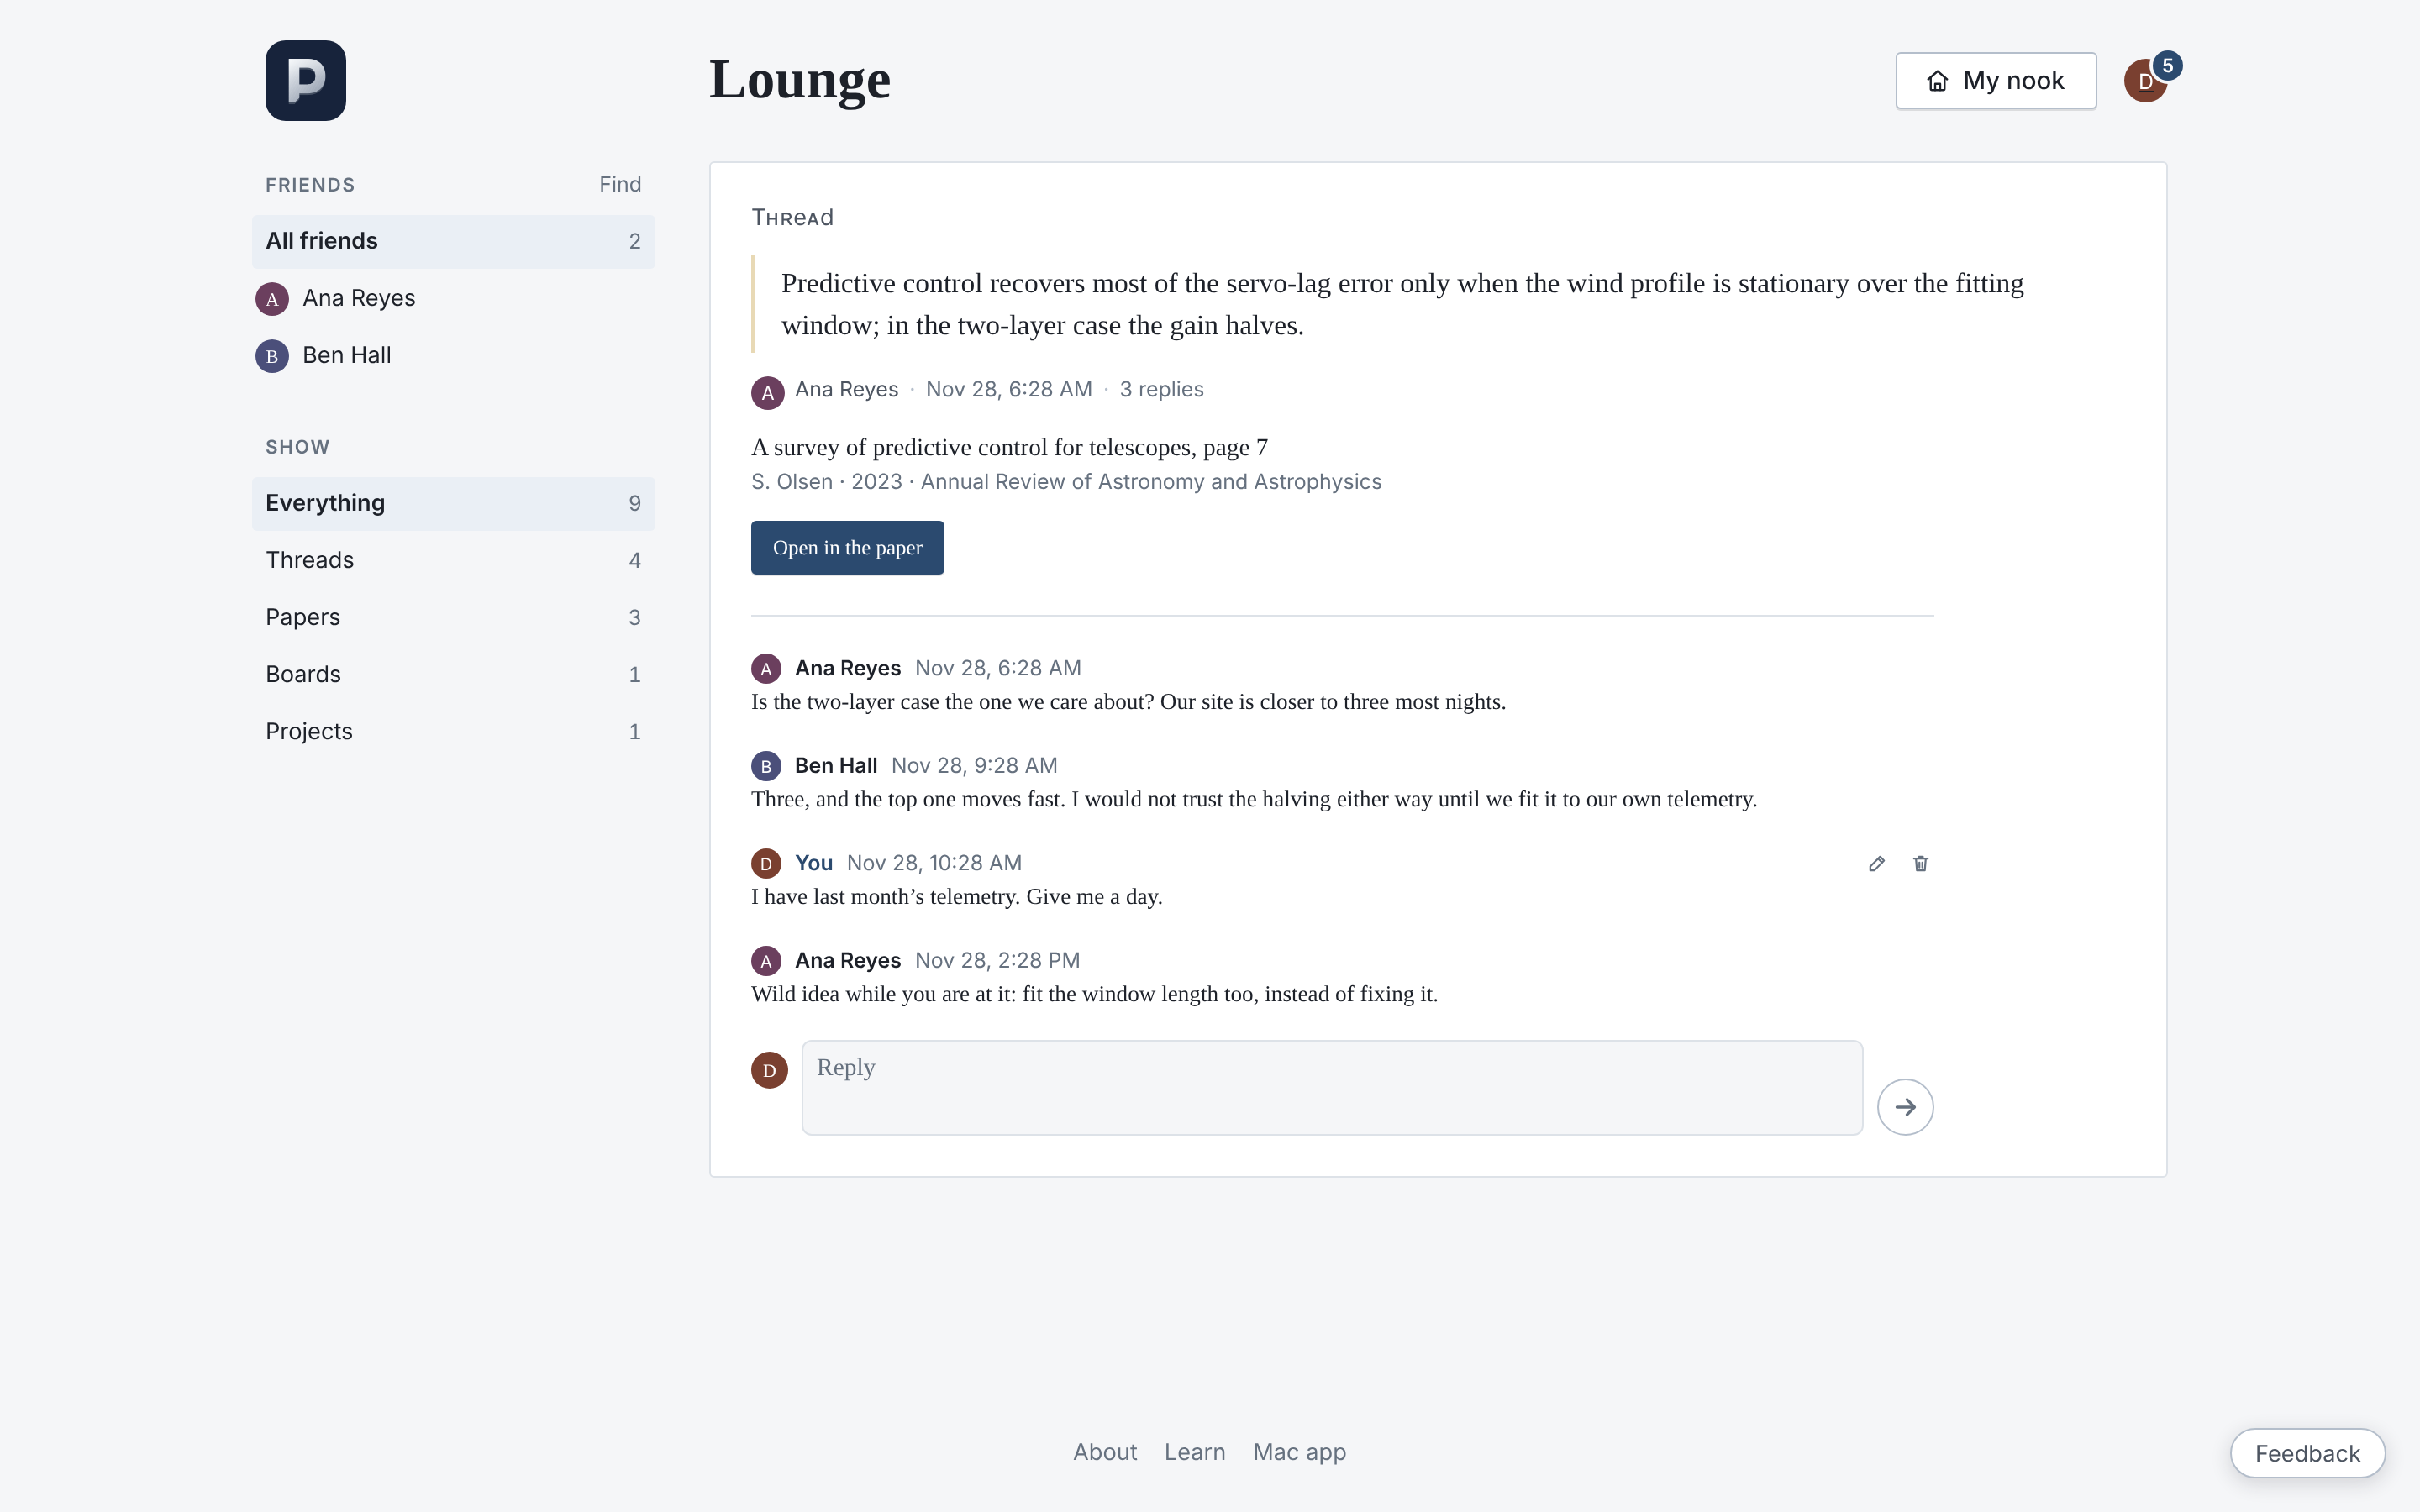 P
Lounge
My nook
D
5
FRIENDS
Find
All friends
2
A
Ana Reyes
B
Ben Hall
SHOW
Everything
9
Threads
4
Papers
3
Boards
1
Projects
1
Thread
Predictive control recovers most of the servo-lag error only when the wind profile is stationary over the fitting
window; in the two-layer case the gain halves.
A Ana Reyes · Nov 28, 6:28 AM · 3 replies
A survey of predictive control for telescopes, page 7
S. Olsen · 2023 · Annual Review of Astronomy and Astrophysics
Open in the paper
A Ana Reyes Nov 28, 6:28 AM
Is the two-layer case the one we care about? Our site is closer to three most nights.
B Ben Hall Nov 28, 9:28 AM
Three, and the top one moves fast. I would not trust the halving either way until we fit it to our own telemetry.
D You Nov 28, 10:28 AM
I have last month’s telemetry. Give me a day.
A Ana Reyes Nov 28, 2:28 PM
Wild idea while you are at it: fit the window length too, instead of fixing it.
D
Reply
About Learn Mac app
Feedback